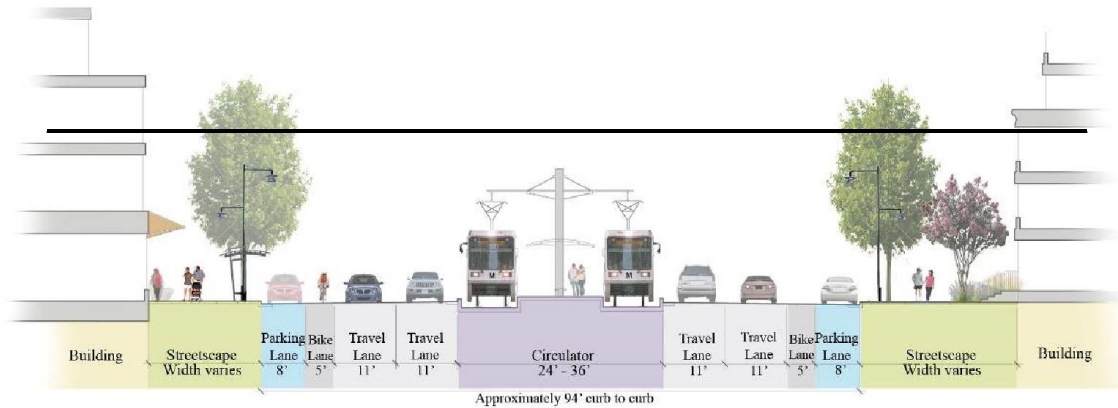 M
M
Building
Streetscape
Width varies
Parking
Lane
8'
Bike
Lane
5'
Travel
Lane
11'
Travel
Lane
11'
Circulator
24' - 36'
Travel
Lane
11'
Travel
Lane
11'
Bike
Lane
5'
Parking
Lane
8'
Streetscape
Width varies
Building
Approximately 94' curb to curb